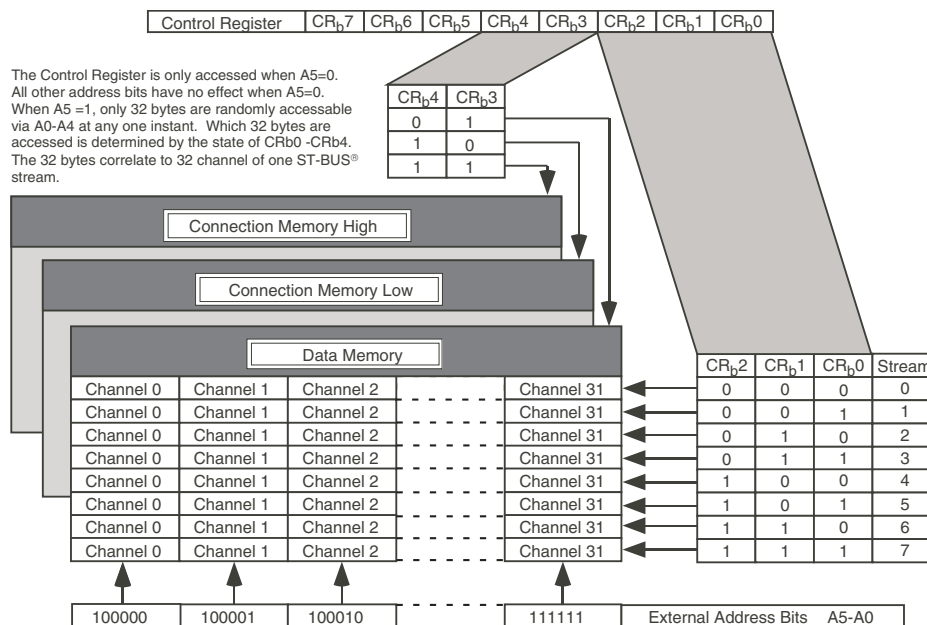 Control Register CRb7 CRb6 CRb5 CRb4 CRb3 CRb2 CRb1 CRb0
The Control Register is only accessed when A5=0.
All other address bits have no effect when A5=0.
When A5 =1, only 32 bytes are randomly accessable
via A0-A4 at any one instant. Which 32 bytes are
accessed is determined by the state of CRb0 -CRb4.
The 32 bytes correlate to 32 channel of one ST-BUS®
stream.
CRb4 CRb3
0 1
1 0
1 1
Connection Memory High
Connection Memory Low
Data Memory
CRb2 CRb1 CRb0 Stream
Channel 0 Channel 1 Channel 2 Channel 31 0 0 0 0
Channel 0 Channel 1 Channel 2 Channel 31 0 0 1 1
Channel 0 Channel 1 Channel 2 Channel 31 0 1 0 2
Channel 0 Channel 1 Channel 2 Channel 31 0 1 1 3
Channel 0 Channel 1 Channel 2 Channel 31 1 0 0 4
Channel 0 Channel 1 Channel 2 Channel 31 1 0 1 5
Channel 0 Channel 1 Channel 2 Channel 31 1 1 0 6
Channel 0 Channel 1 Channel 2 Channel 31 1 1 1 7
100000 100001 100010 111111 External Address Bits A5-A0